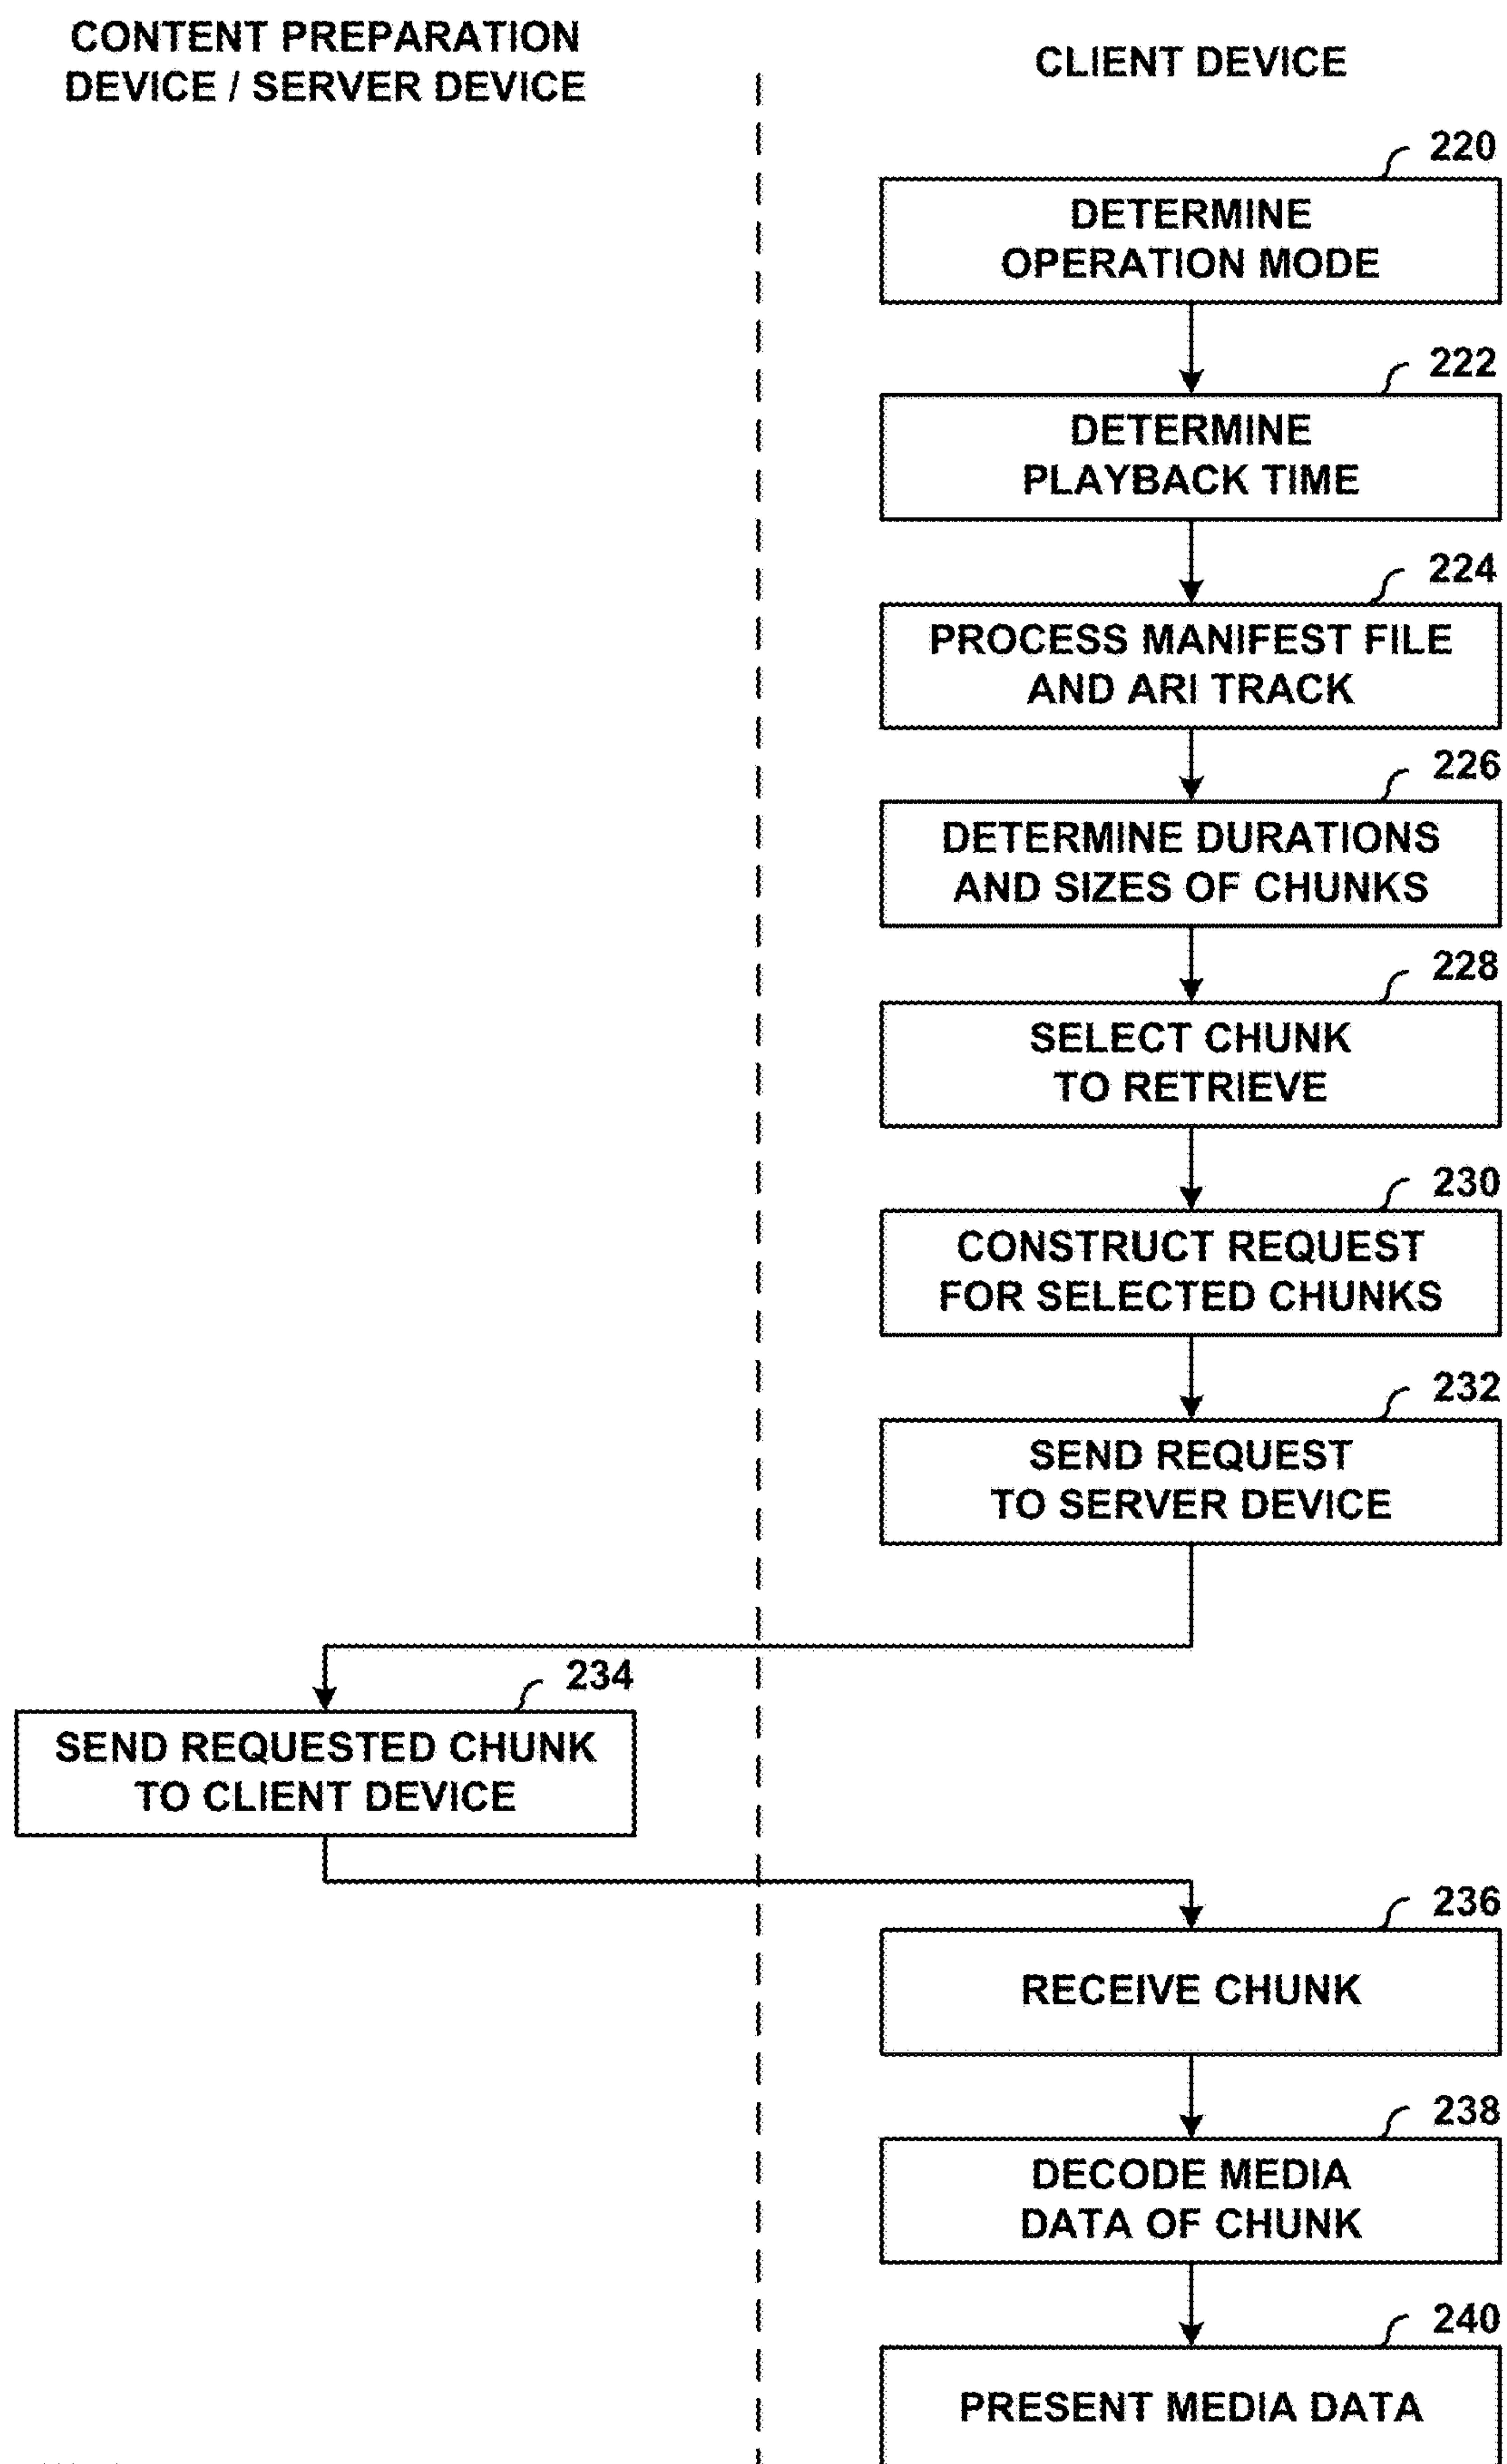 CONTENT PREPARATION
DEVICE / SERVER DEVICE
CLIENT DEVICE
220
DETERMINE
OPERATION MODE
222
DETERMINE
PLAYBACK TIME
224
PROCESS MANIFEST FILE
AND ARI TRACK
226
DETERMINE DURATIONS
AND SIZES OF CHUNKS
228
SELECT CHUNK
TO RETRIEVE
230
CONSTRUCT REQUEST
FOR SELECTED CHUNKS
232
SEND REQUEST
TO SERVER DEVICE
234
SEND REQUESTED CHUNK
TO CLIENT DEVICE
236
RECEIVE CHUNK
238
DECODE MEDIA
DATA OF CHUNK
240
PRESENT MEDIA DATA